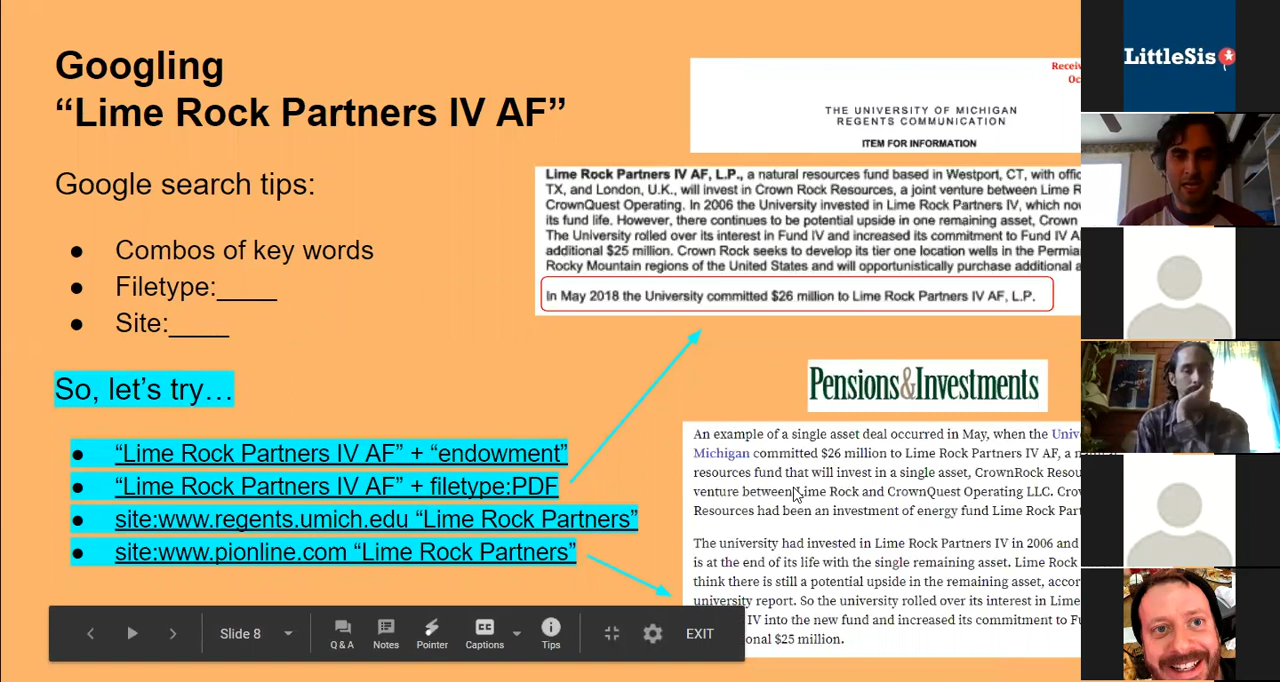 Googling
“Lime Rock Partners IV AF”
Google search tips:
● Combos of key words
● Filetype:____
● Site:____
So, let’s try…
● “Lime Rock Partners IV AF” + “endowment”
● “Lime Rock Partners IV AF” + filetype:PDF
● site:www.regents.umich.edu “Lime Rock Partners”
● site:www.pionline.com “Lime Rock Partners”
Recei
Oc
THE UNIVERSITY OF MICHIGAN
REGENTS COMMUNICATION
ITEM FOR INFORMATION
Lime Rock Partners IV AF, L.P., a natural resources fund based in Westport, CT, with offic
TX, and London, U.K., will invest in Crown Rock Resources, a joint venture between Lime R
CrownQuest Operating. In 2006 the University invested in Lime Rock Partners IV, which now
its fund life. However, there continues to be potential upside in one remaining asset, Crown
The University rolled over its interest in Fund IV and increased its commitment to Fund IV A
additional $25 million. Crown Rock seeks to develop its tier one location wells in the Permia
Rocky Mountain regions of the United States and will opportunistically purchase additional a
In May 2018 the University committed $26 million to Lime Rock Partners IV AF, L.P.
Pensions&Investments
An example of a single asset deal occurred in May, when the Unive
Michigan committed $26 million to Lime Rock Partners IV AF, a na
resources fund that will invest in a single asset, CrownRock Resou
venture between Lime Rock and CrownQuest Operating LLC. Crow
Resources had been an investment of energy fund Lime Rock Part
The university had invested in Lime Rock Partners IV in 2006 and
is at the end of its life with the single remaining asset. Lime Rock
think there is still a potential upside in the remaining asset, accor
university report. So the university rolled over its interest in Lime
IV into the new fund and increased its commitment to Fu
onal $25 million.
Slide 8
Q & A
Notes
Pointer
CC
Captions
Tips
EXIT
LittleSis